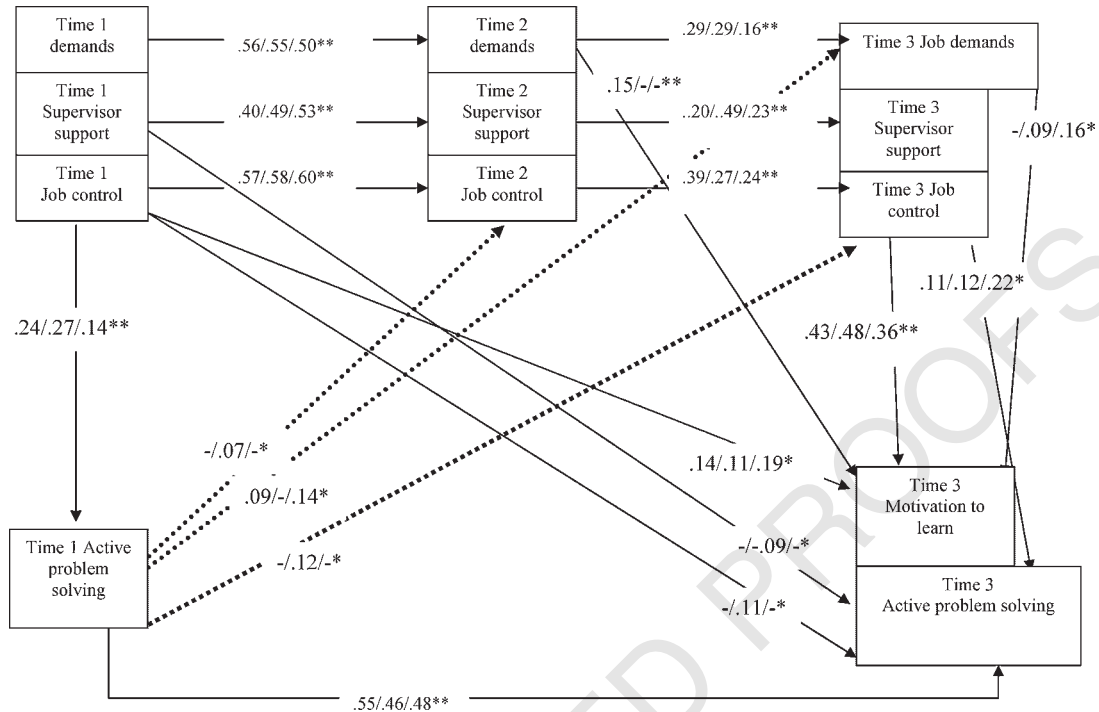 Time 1
demands
Time 1
Supervisor
support
Time 1
Job control
.56/.55/.50**
.40/.49/.53**
.57/.58/.60**
Time 2
demands
Time 2
Supervisor
support
Time 2
Job control
.29/.29/.16**
.15/-/-**
.20/.49/.23**
.39/.27/.24**
Time 3 Job demands
Time 3
Supervisor
support
Time 3 Job
control
-/.09/.16*
.11/.12/.22*
.43/.48/.36**
.24/.27/.14**
-/.07/-*
.09/-/.14*
-/.12/-*
.14/.11/.19*
-/-.09/-*
-/.11/-*
Time 1 Active
problem
solving
Time 3
Motivation to
learn
Time 3
Active problem solving
.55/.46/.48**
ED PROOFS